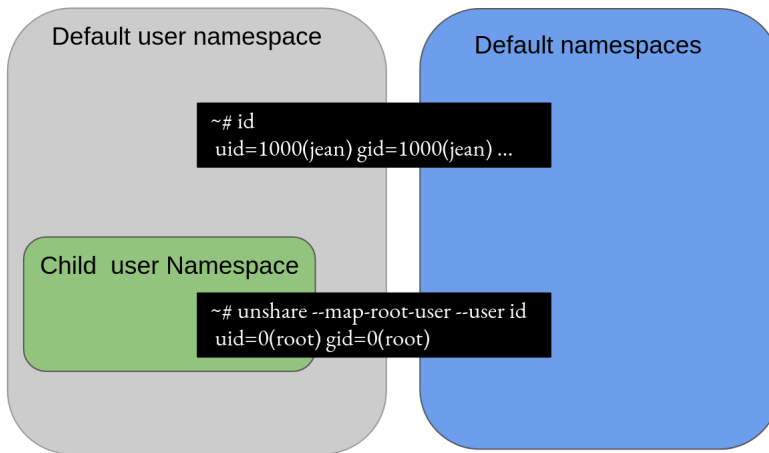 Default user namespace
Default namespaces
~# id
uid=1000(jean) gid=1000(jean) ...
Child  user Namespace
~# unshare --map-root-user --user id
uid=0(root) gid=0(root)